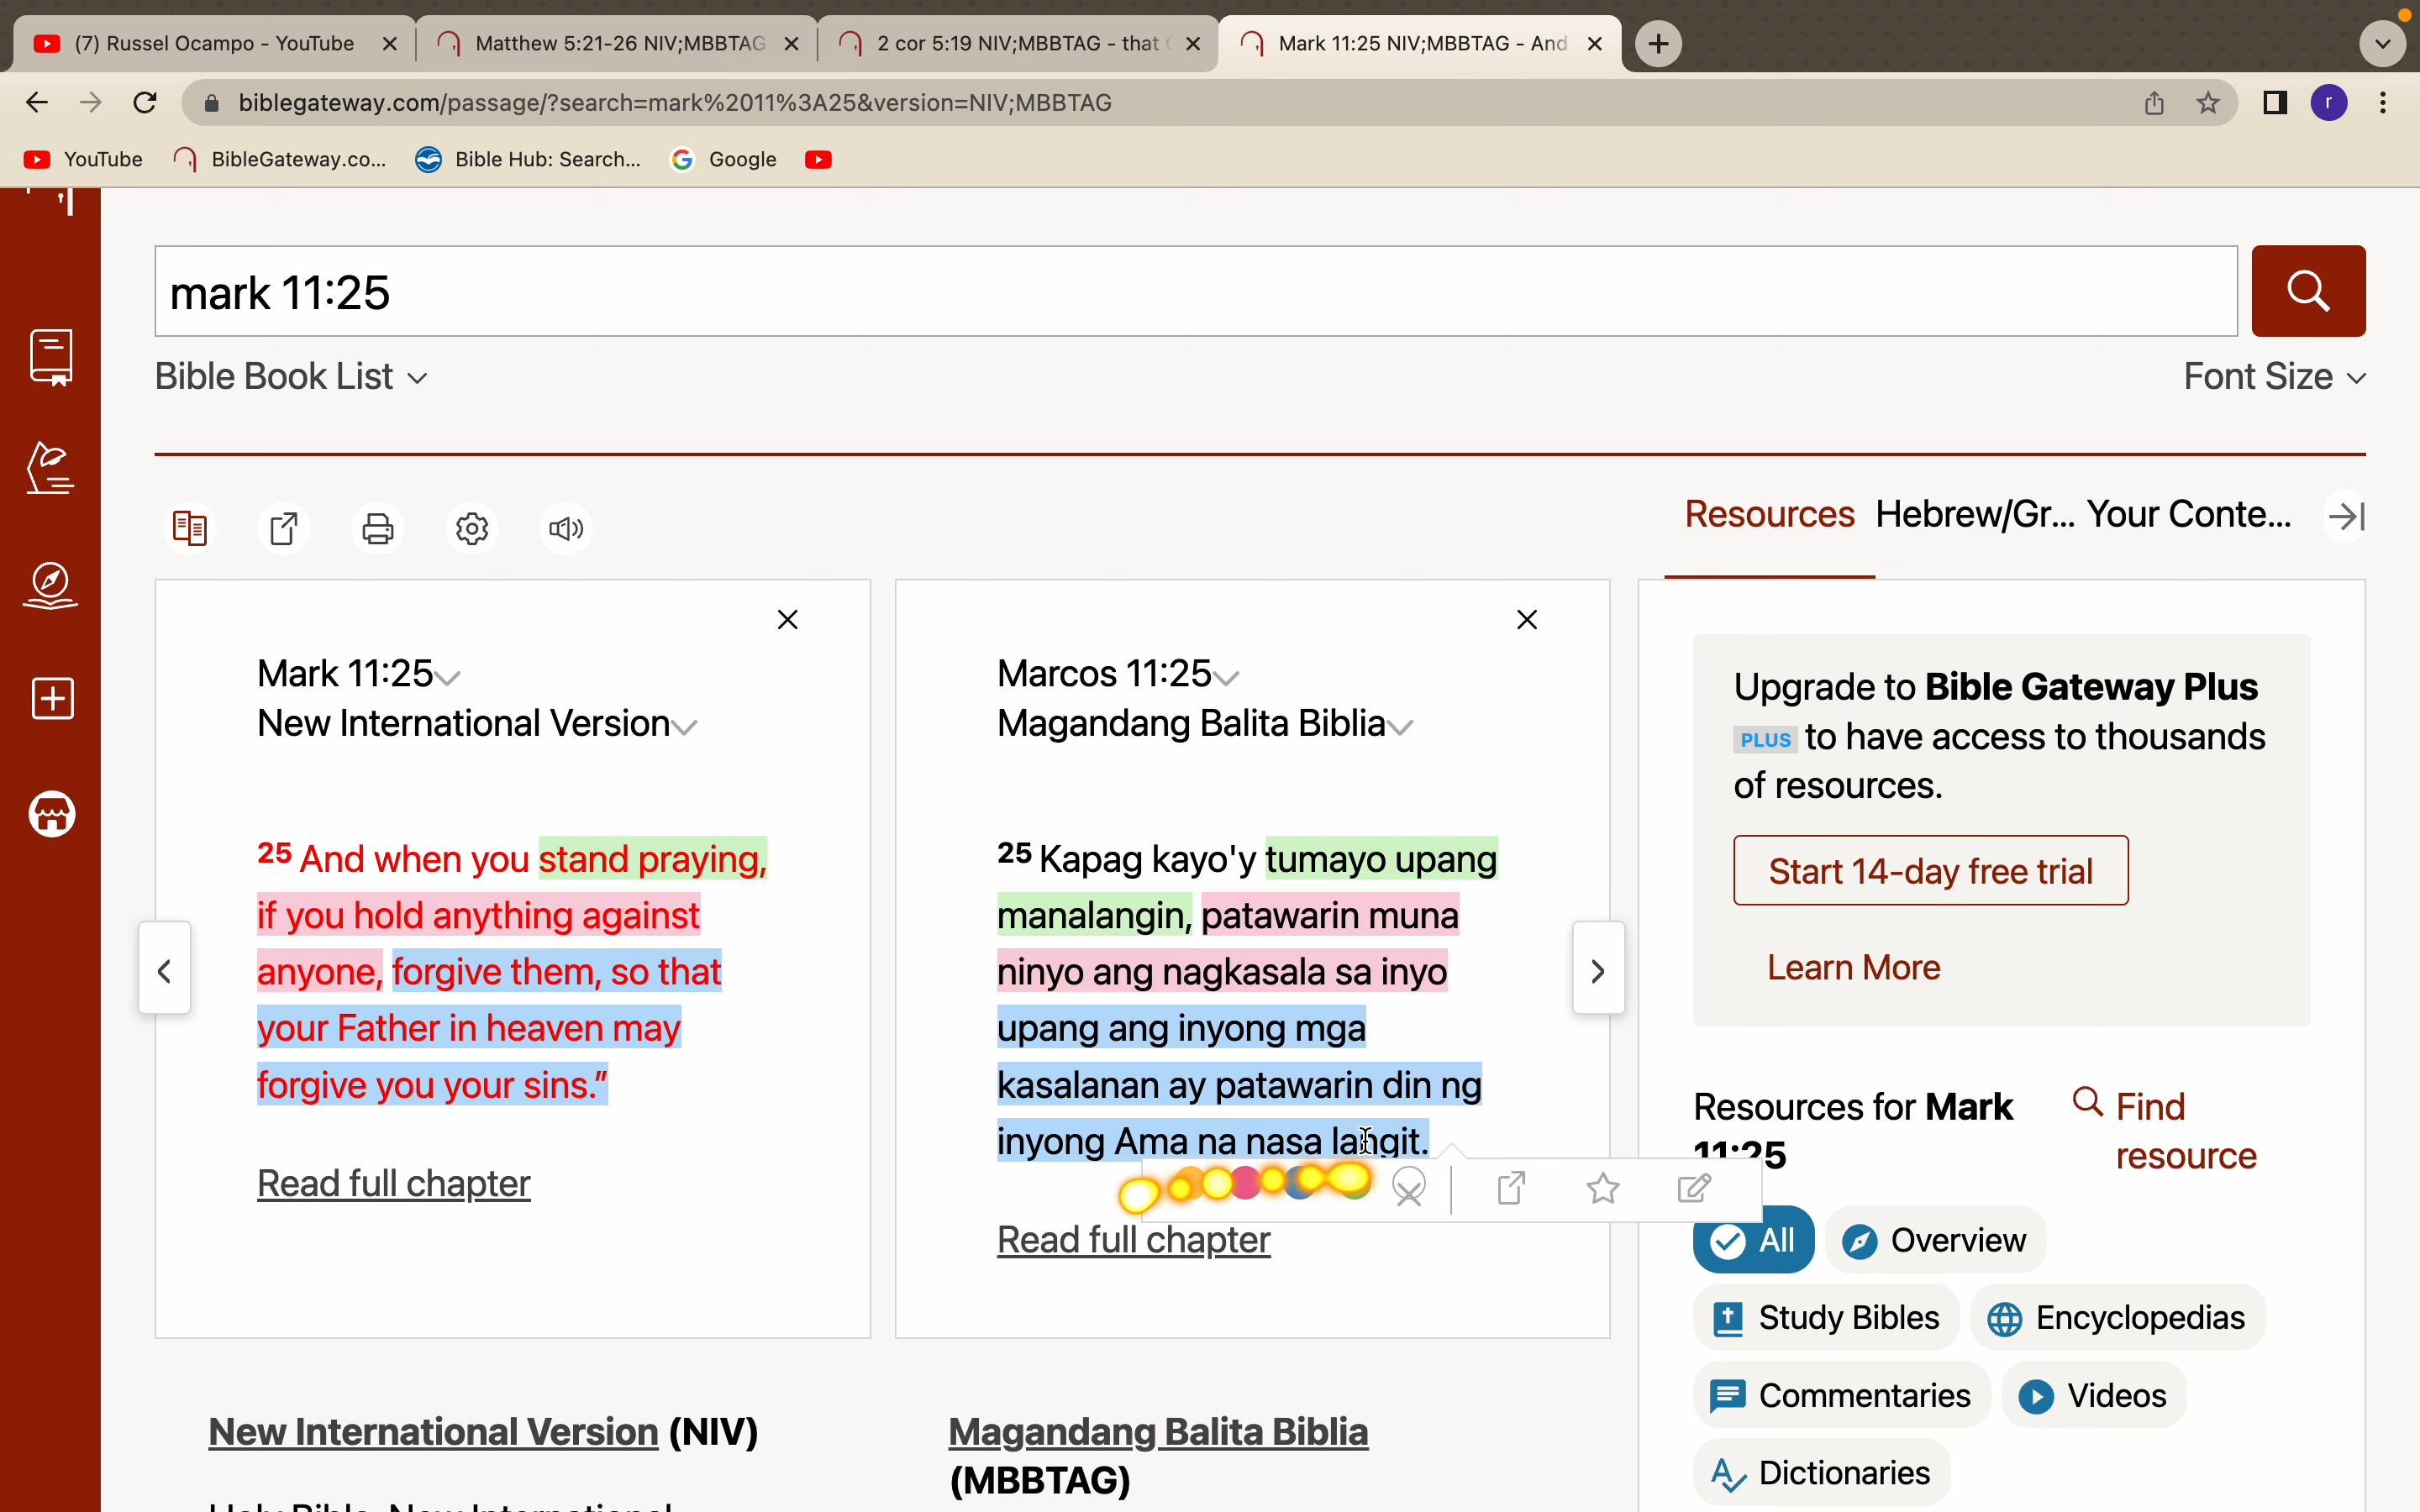 (7) Russel Ocampo - YouTube
Matthew 5:21-26 NIV;MBBTAG
2 cor 5:19 NIV;MBBTAG - that
Mark 11:25 NIV;MBBTAG - And
biblegateway.com/passage/?search=mark%2011%3A25&version=NIV;MBBTAG
r
YouTube
BibleGateway.co...
Bible Hub: Search...
Google
mark 11:25
Bible Book List
Font Size
Resources
Hebrew/Gr...
Your Conte...
Mark 11:25
New International Version
25 And when you stand praying,
if you hold anything against
anyone, forgive them, so that
your Father in heaven may
forgive you your sins.”
Read full chapter
Marcos 11:25
Magandang Balita Biblia
25 Kapag kayo'y tumayo upang
manalangin, patawarin muna
ninyo ang nagkasala sa inyo
upang ang inyong mga
kasalanan ay patawarin din ng
inyong Ama na nasa langit.
Read full chapter
Upgrade to Bible Gateway Plus
PLUS to have access to thousands
of resources.
Start 14-day free trial
Learn More
Resources for Mark
11:25
Find
resource
All
Overview
Study Bibles
Encyclopedias
Commentaries
Videos
Dictionaries
New International Version (NIV)
Magandang Balita Biblia
(MBBTAG)